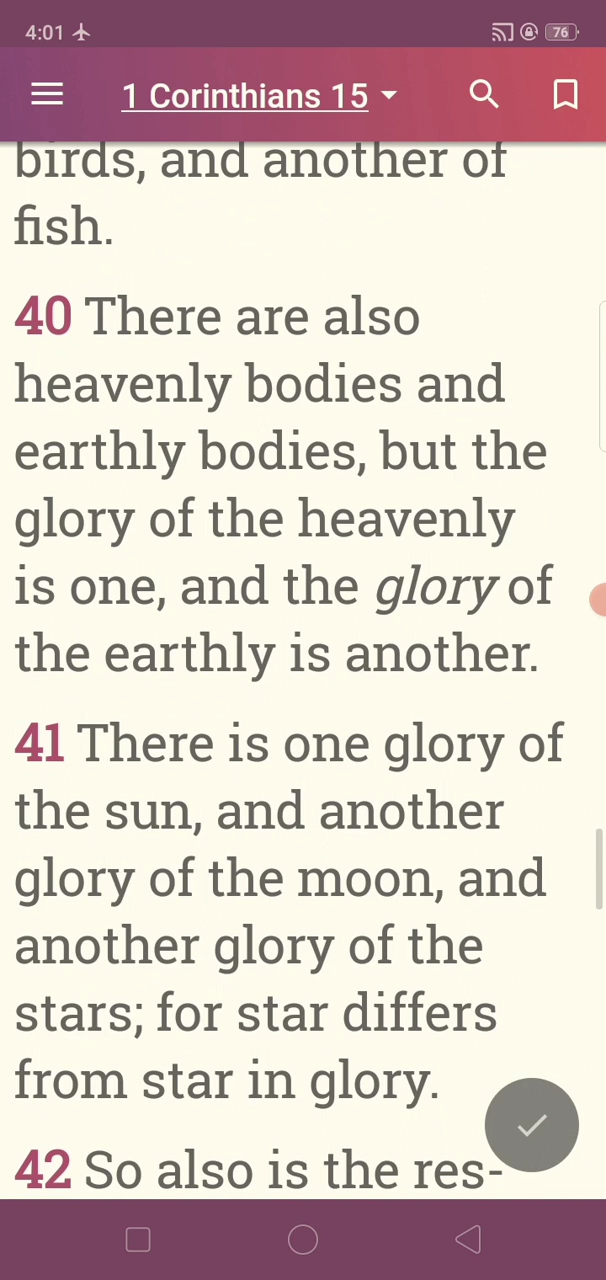 4:01
76
1 Corinthians 15
birds, and another of
fish.
40 There are also
heavenly bodies and
earthly bodies, but the
glory of the heavenly
is one, and the glory of
the earthly is another.
41 There is one glory of
the sun, and another
glory of the moon, and
another glory of the
stars; for star differs
from star in glory.
42 So also is the res-